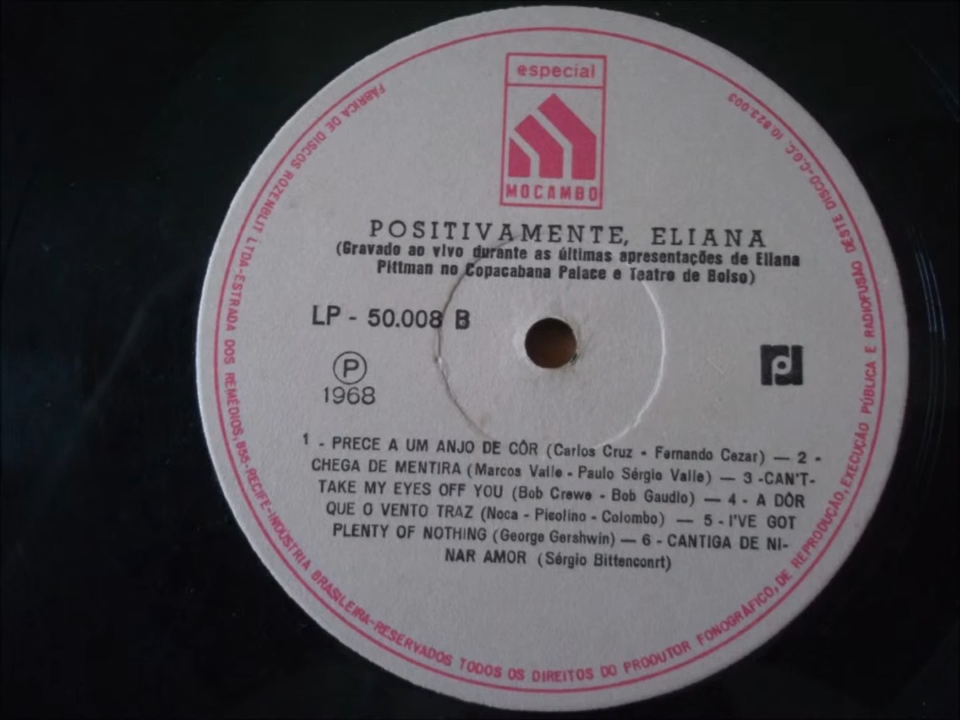 especial
MOCAMBO
POSITIVAMENTE, ELIANA
(Gravado ao vivo durante as últimas apresentações de Eliana
Pittman no Copacabana Palace e Teatro de Bolso)
LP - 50.008 B
P
1968
1 - PRECE A UM ANJO DE CÔR (Carlos Cruz - Fernando Cezar) — 2 -
CHEGA DE MENTIRA (Marcos Valle - Paulo Sérgio Valle) — 3 -CAN'T-
TAKE MY EYES OFF YOU (Bob Crewe - Bob Gaudio) — 4 - A DÔR
QUE O VENTO TRAZ (Noca - Picolino - Colombo) — 5 - I'VE GOT
PLENTY OF NOTHING (George Gershwin) — 6 - CANTIGA DE NI-
NAR AMOR (Sérgio Bittenconrt)
FÁBRICA DE DISCOS ROZENBLIT LTDA-ESTRADA DOS REMÉDIOS, 855-RECIFE-INDÚSTRIA BRASILEIRA-RESERVADOS TODOS OS DIREITOS DO PRODUTOR FONOGRÁFICO, DE REPRODUÇÃO, EXECUÇÃO PÚBLICA E RADIOFUSÃO DESTE DISCO-C.G.C. 10.823.003